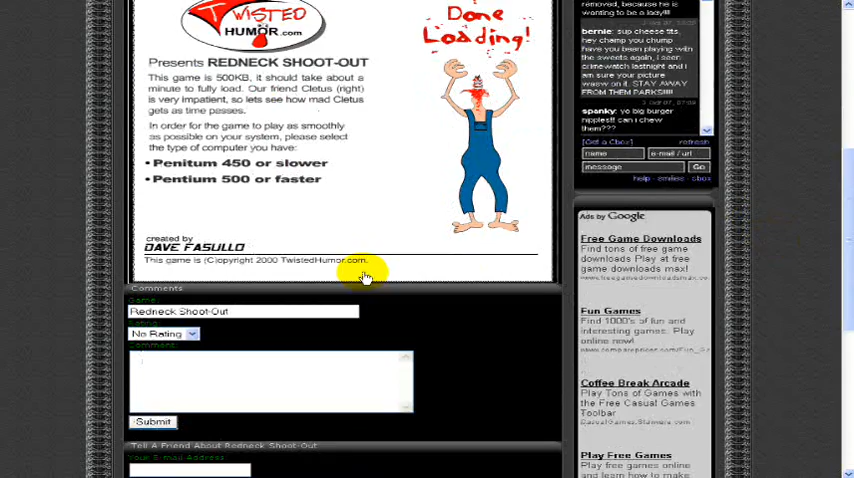 TWISTED
HUMOR.com
Presents REDNECK SHOOT-OUT
This game is 500KB, it should take about a
minute to fully load. Our friend Cletus (right)
is very impatient, so lets see how mad Cletus
gets as time passes.
In order for the game to play as smoothly
as possible on your system, please select
the type of computer you have:
• Penitum 450 or slower
• Pentium 500 or faster
created by
DAVE FASULLO
This game is (C)opyright 2000 TwistedHumor.com.
Done
Loading!
Comments
Game:
Redneck Shoot-Out
Rating:
No Rating
Comment:
Submit
Tell A Friend About Redneck Shoot-Out
Your E-mail Address:
removed, because he is
wanting to be a lady!!!!
bernie: sup cheese tits,
hey champ you chump
have you been playing with
the sweets again, i seen
crimewatch lastnight and i
am sure your picture
wasw on it. STAY AWAY
FROM THEM PARKS!!!!!
spanky: yo big burger
nipples!! can i chew
them???
[Get a Cbox] refresh
name e-mail / url
message Go
help · smilies · cbox
Ads by Google
Free Game Downloads
Find tons of free game
downloads Play at free
game downloads max!
Fun Games
Find 1000's of fun and
interesting games. Play
online now!
Coffee Break Arcade
Play Tons of Games with
the Free Casual Games
Toolbar
Play Free Games
Play free games online
and learn how to make